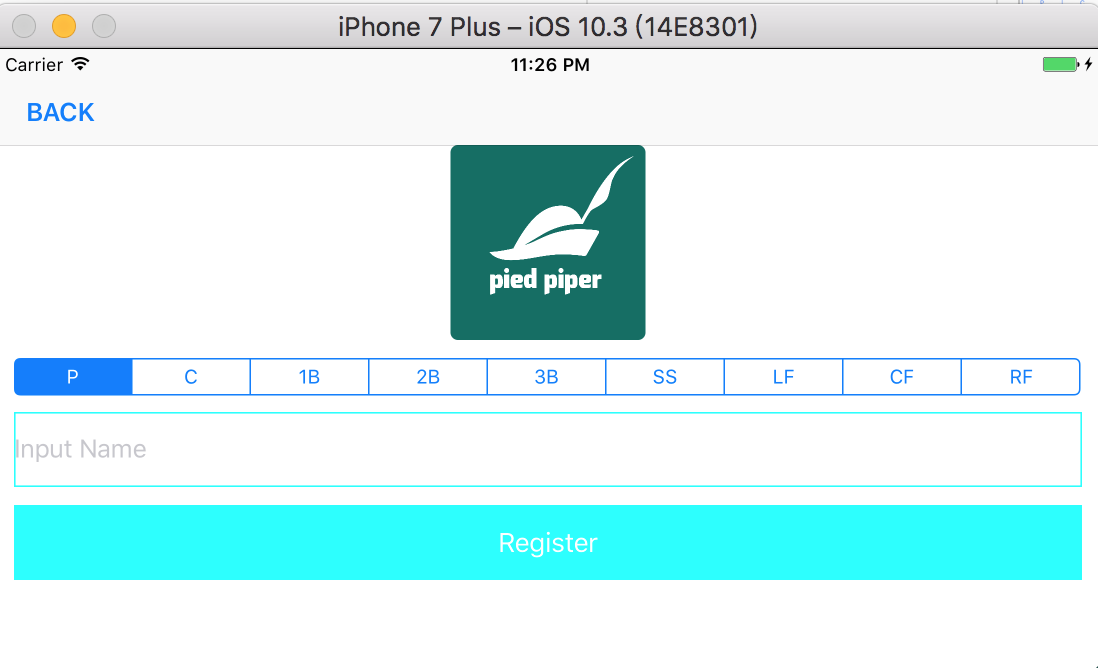 iPhone 7 Plus – iOS 10.3 (14E8301)
Carrier 11:26 PM
BACK
pied piper
P C 1B 2B 3B SS LF CF RF
Input Name
Register